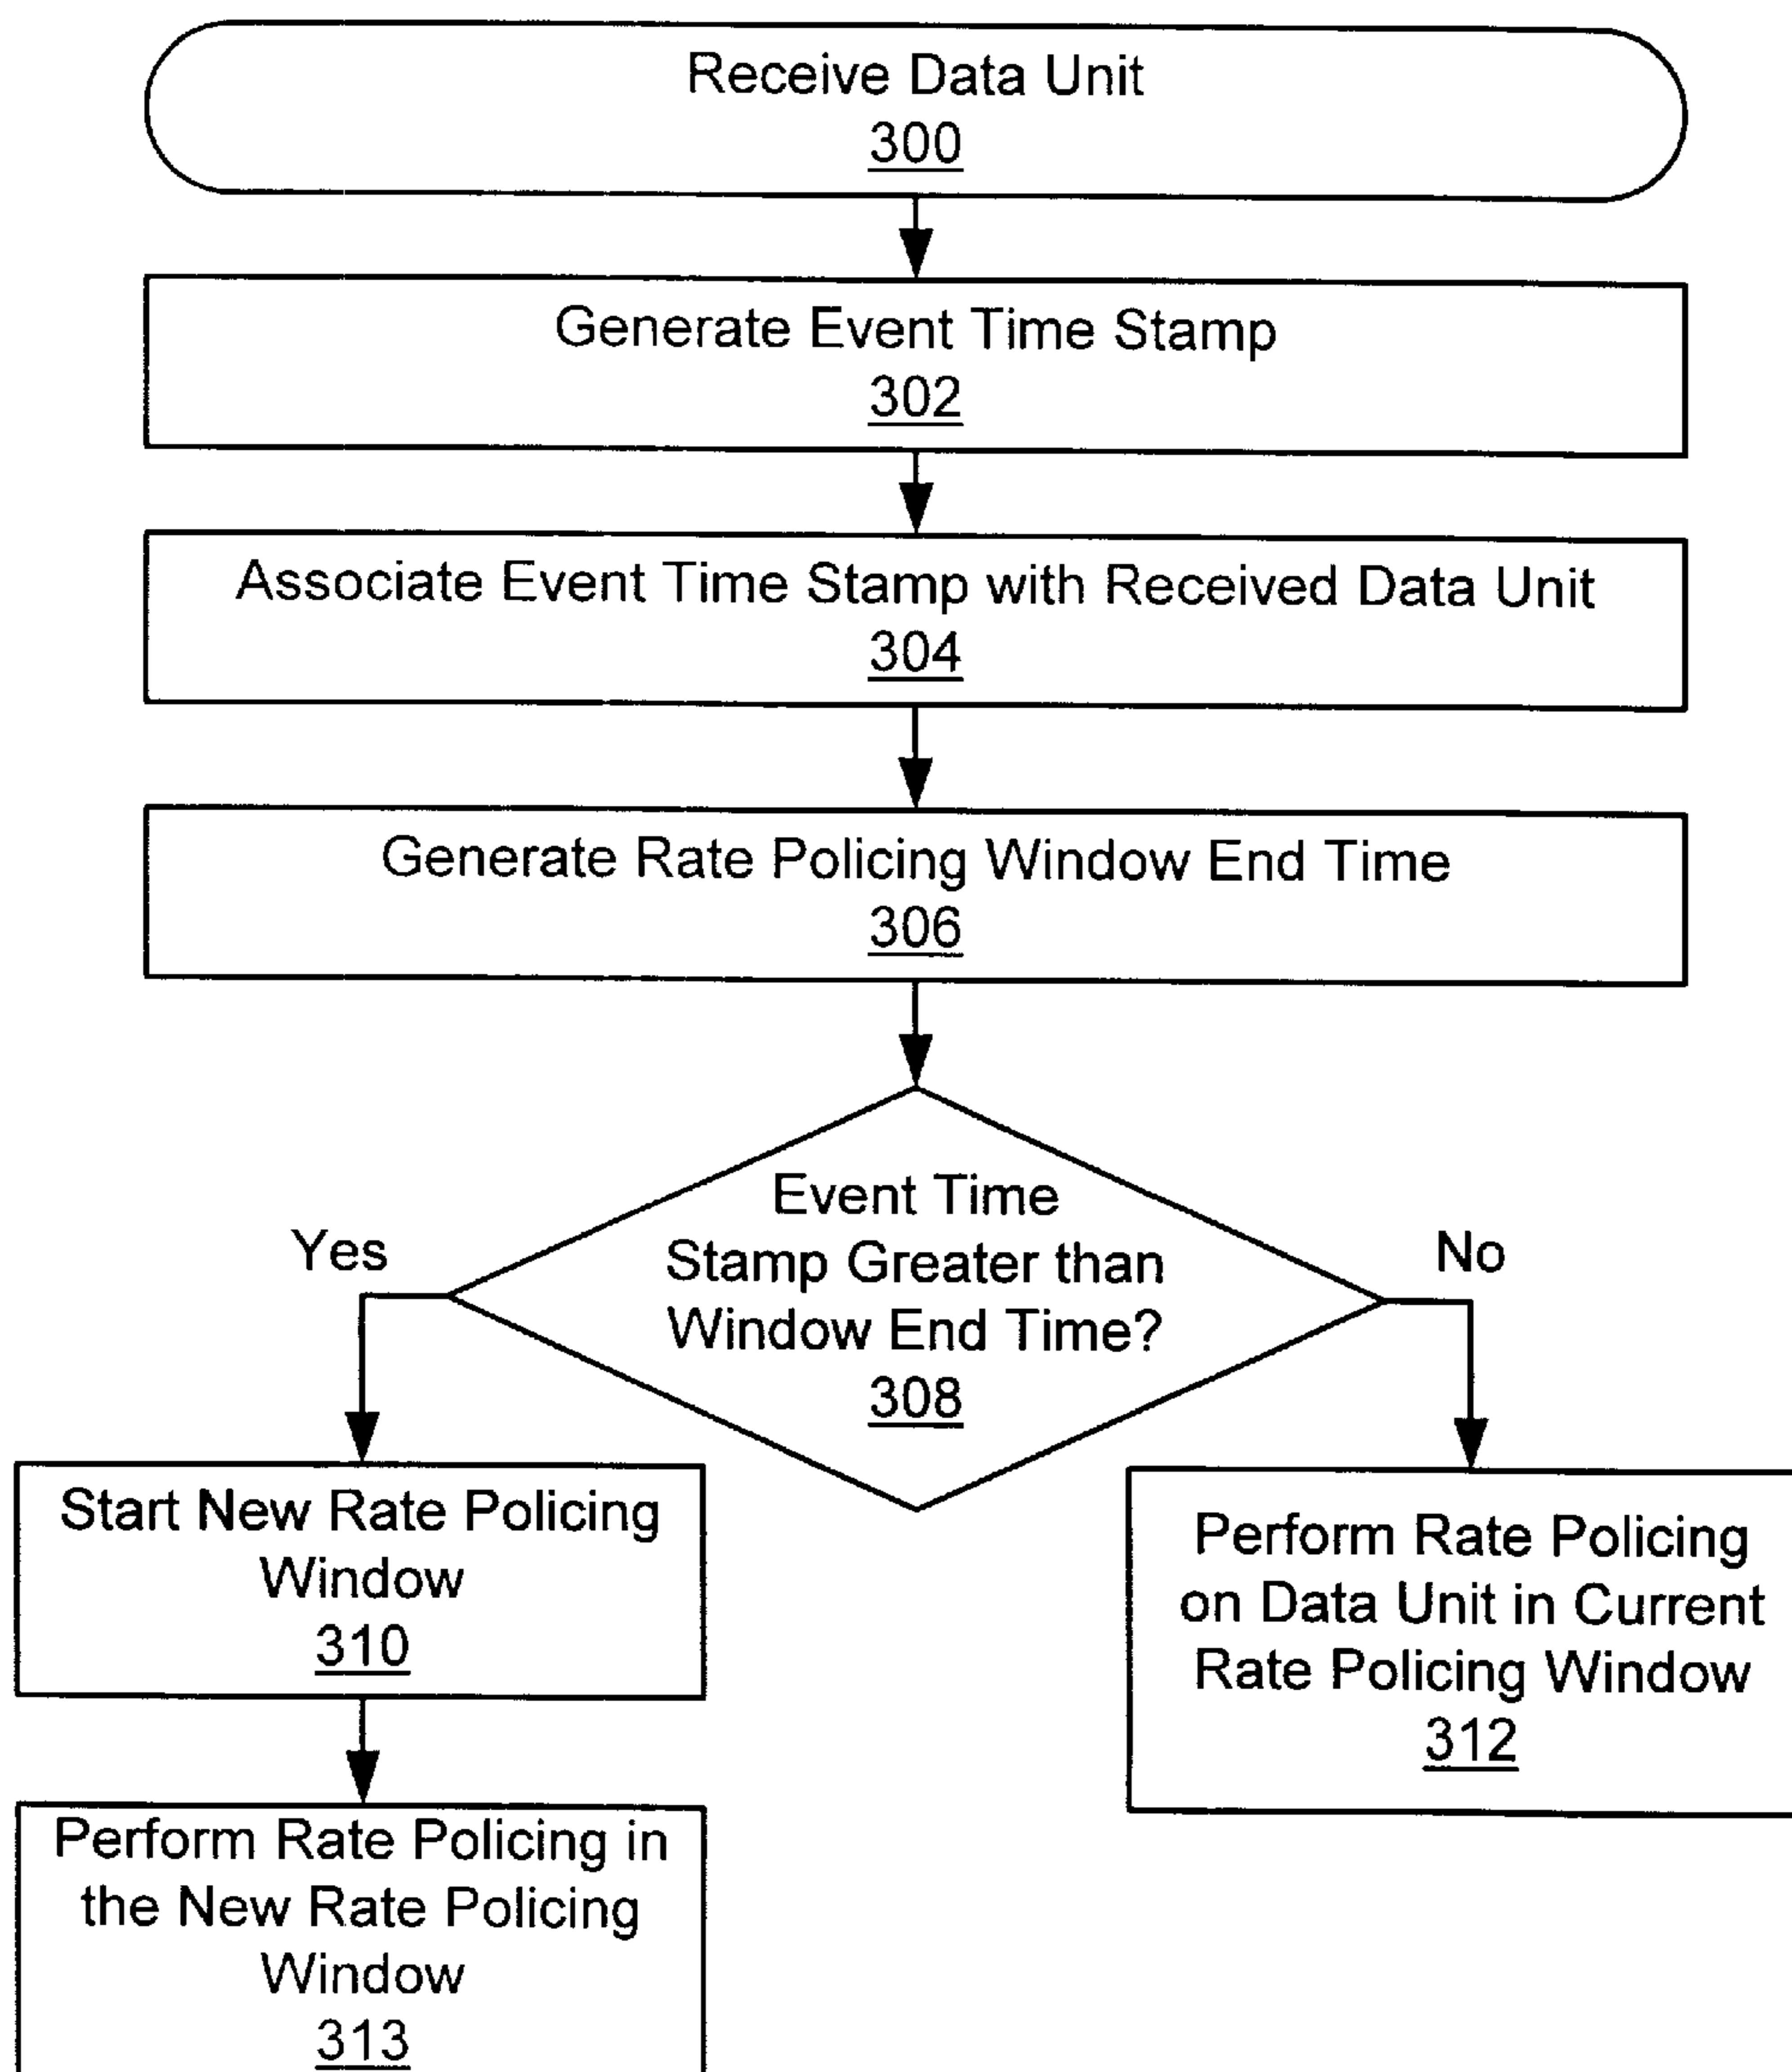 Receive Data Unit
300
Generate Event Time Stamp
302
Associate Event Time Stamp with Received Data Unit
304
Generate Rate Policing Window End Time
306
Event Time
Stamp Greater than
Window End Time?
308
Yes
No
Start New Rate Policing
Window
310
Perform Rate Policing
on Data Unit in Current
Rate Policing Window
312
Perform Rate Policing in
the New Rate Policing
Window
313